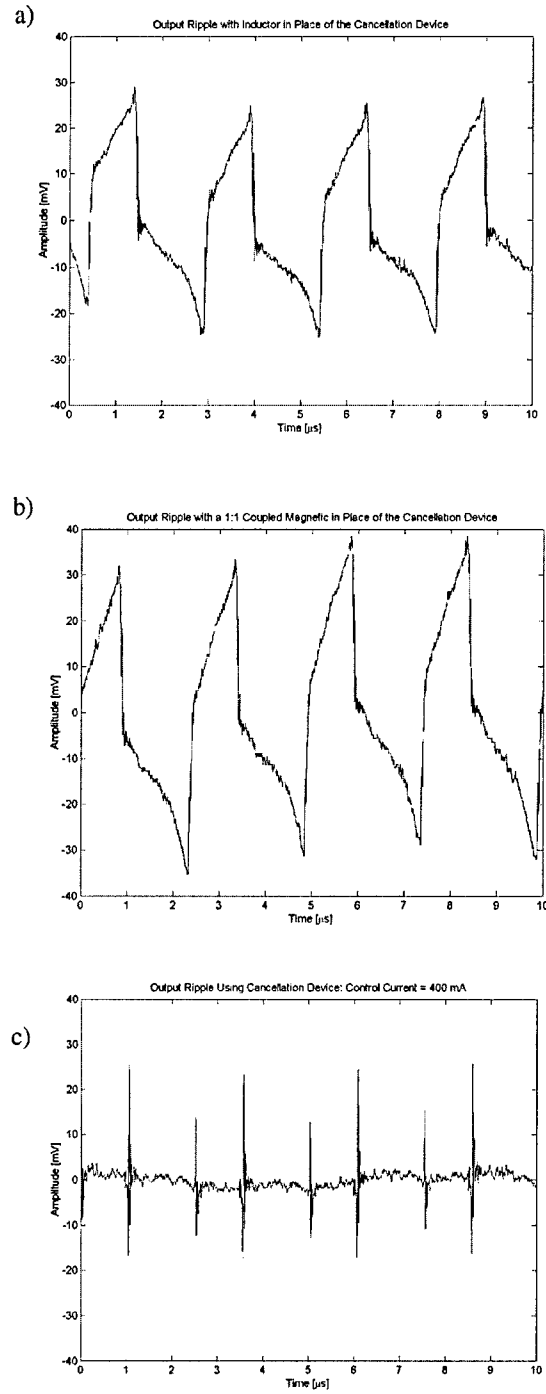 a)
Output Ripple with Inductor in Place of the Cancellation Device
40
30
20
10
0
-10
-20
-30
-40
Amplitude [mV]
0 1 2 3 4 5 6 7 8 9 10
Time [μs]
b)
Output Ripple with a 1:1 Coupled Magnetic in Place of the Cancellation Device
40
30
20
10
0
-10
-20
-30
-40
Amplitude [mV]
0 1 2 3 4 5 6 7 8 9 10
Time [μs]
c)
Output Ripple Using Cancellation Device: Control Current = 400 mA
40
30
20
10
0
-10
-20
-30
-40
Amplitude [mV]
0 1 2 3 4 5 6 7 8 9 10
Time [μs]